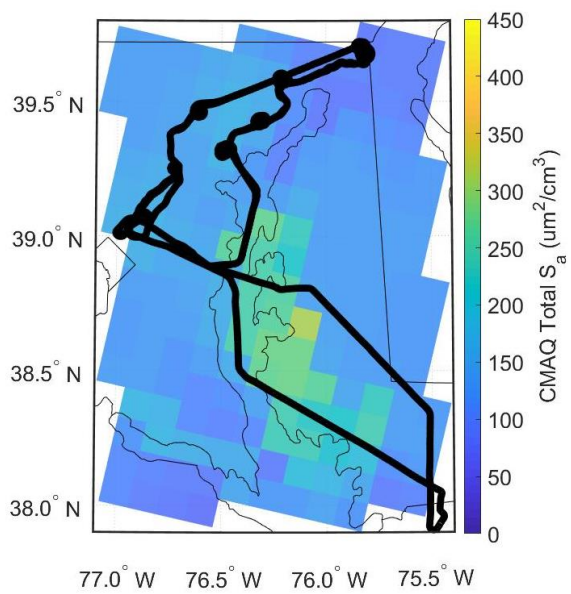 39.5° N
39.0° N
38.5° N
38.0° N
77.0° W
76.5° W
76.0° W
75.5° W
450
400
350
300
250
200
150
100
50
0
CMAQ Total Sₐ (um²/cm³)